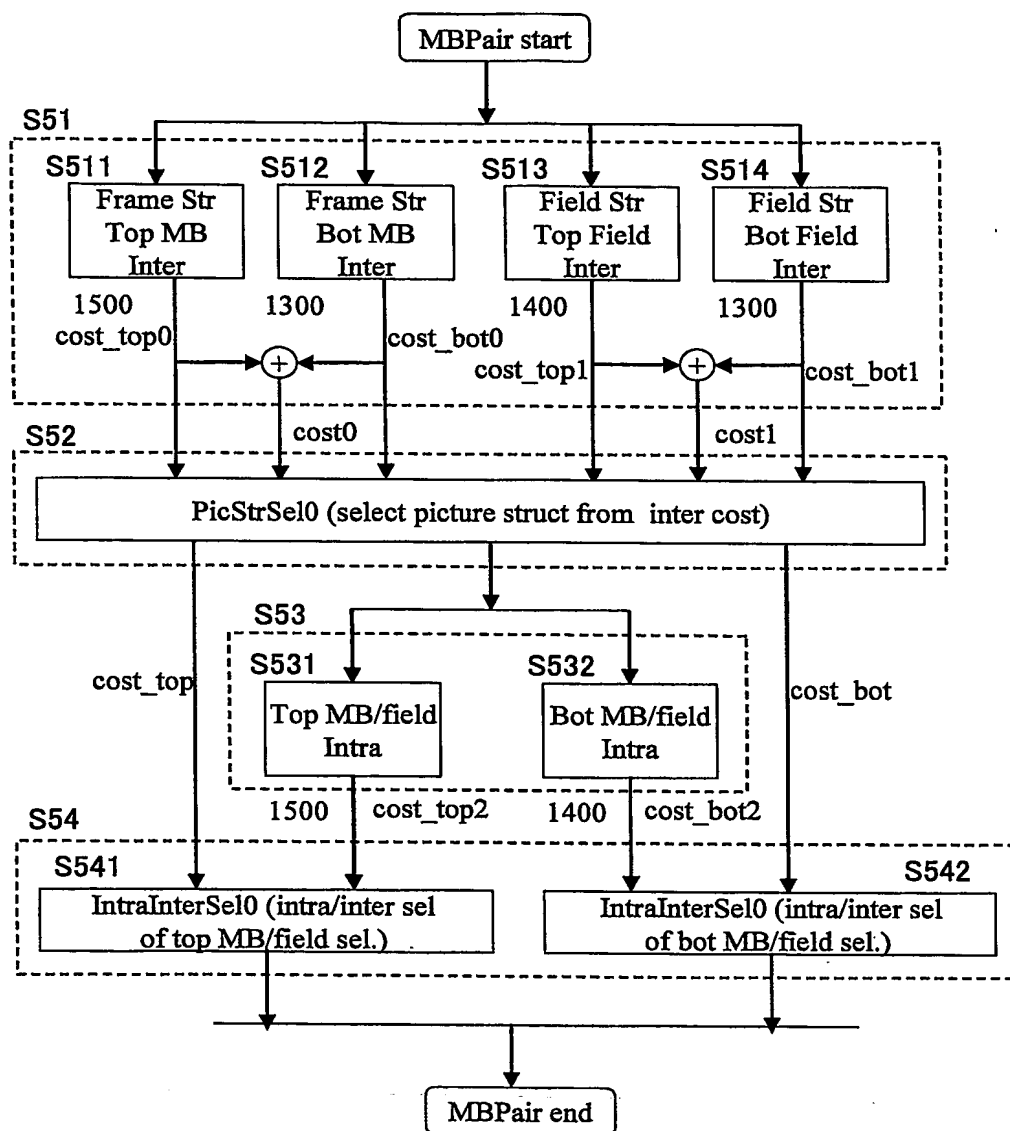 MBPair start
S51
S511
S512
S513
S514
Frame Str
Top MB
Inter
Frame Str
Bot MB
Inter
Field Str
Top Field
Inter
Field Str
Bot Field
Inter
1500
cost_top0
1300
cost_bot0
1400
cost_top1
1300
cost_bot1
+
+
cost0
cost1
S52
PicStrSel0 (select picture struct from inter cost)
S53
S531
S532
cost_top
cost_bot
Top MB/field
Intra
Bot MB/field
Intra
1500
cost_top2
1400
cost_bot2
S54
S541
S542
IntraInterSel0 (intra/inter sel
of top MB/field sel.)
IntraInterSel0 (intra/inter sel
of bot MB/field sel.)
MBPair end